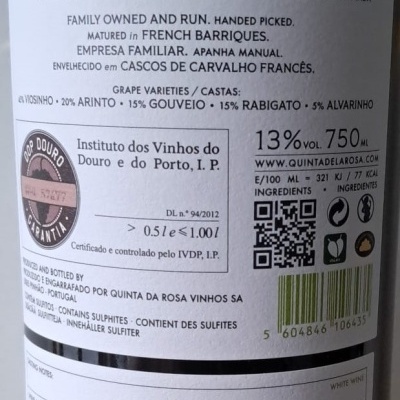 FAMILY OWNED AND RUN. HANDED PICKED.
MATURED in FRENCH BARRIQUES.
EMPRESA FAMILIAR. APANHA MANUAL.
ENVELHECIDO em CASCOS DE CARVALHO FRANCÊS.
GRAPE VARIETIES / CASTAS:
VIOSINHO • 20% ARINTO • 15% GOUVEIO • 15% RABIGATO • 5% ALVARINHO
DOP DOURO
GARANTIA
Instituto dos Vinhos do
Douro e do Porto, I. P.
DL n.º 94/2012
> 0.5 l e ≤ 1.00 l
Certificado e controlado pelo IVDP, I.P.
13% VOL. 750 ML
WWW.QUINTADELAROSA.COM
E/100 ML = 321 KJ / 77 KCAL
INGREDIENTS • INGREDIENTES
PRODUCED AND BOTTLED BY
PRODUZIDO E ENGARRAFADO POR QUINTA DA ROSA VINHOS SA
PINHÃO - PORTUGAL
CONTÉM SULFITOS • CONTAINS SULPHITES • CONTIENT DES SULFITES
SULFITTEJA • INNEHÅLLER SULFITER
5 604846 106435
TASTING NOTES:
WHITE WINE